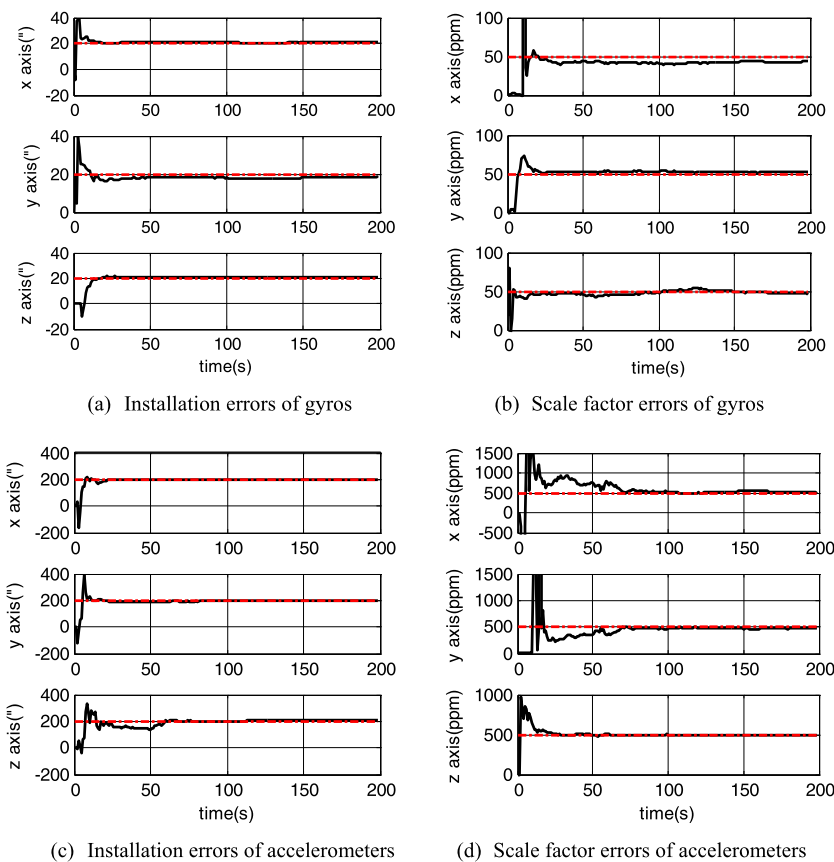 40
20
0
-20
x axis(")
0 50 100 150 200
40
20
0
y axis(")
0 50 100 150 200
40
20
0
-20
z axis(")
0 50 100 150 200
time(s)
(a) Installation errors of gyros
100
50
0
x axis(ppm)
0 50 100 150 200
100
50
0
y axis(ppm)
0 50 100 150 200
100
50
0
z axis(ppm)
0 50 100 150 200
time(s)
(b) Scale factor errors of gyros
400
200
0
-200
x axis(")
0 50 100 150 200
400
200
0
-200
y axis(")
0 50 100 150 200
400
200
0
-200
z axis(")
0 50 100 150 200
time(s)
(c) Installation errors of accelerometers
1500
1000
500
0
-500
x axis(ppm)
0 50 100 150 200
1500
1000
500
0
y axis(ppm)
0 50 100 150 200
1000
500
0
z axis(ppm)
0 50 100 150 200
time(s)
(d) Scale factor errors of accelerometers